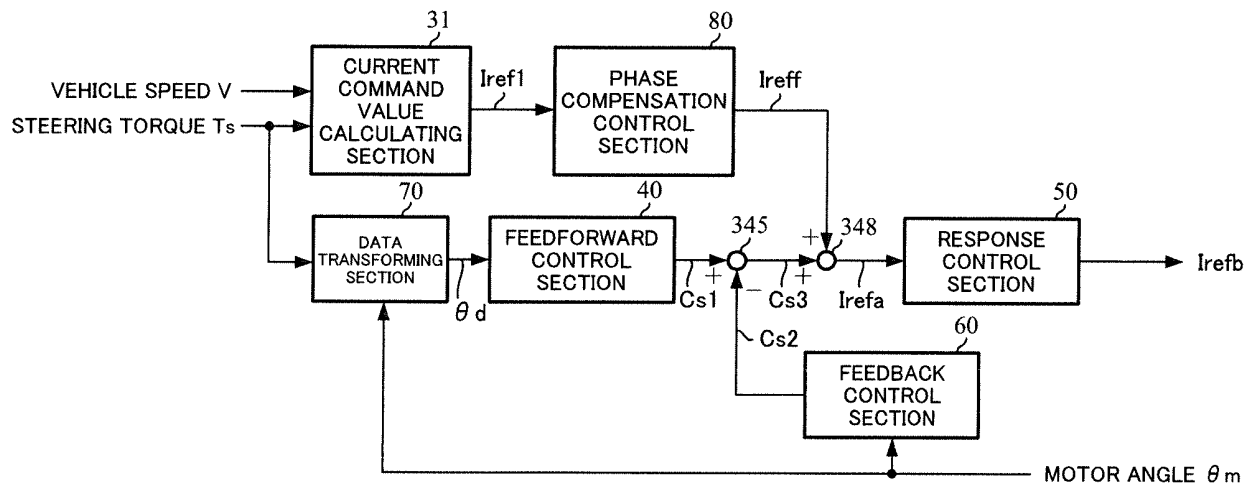 31
80
CURRENT
COMMAND
VALUE
CALCULATING
SECTION
PHASE
COMPENSATION
CONTROL
SECTION
VEHICLE SPEED V
STEERING TORQUE Ts
Iref1
Ireff
70
40
50
DATA
TRANSFORMING
SECTION
FEEDFORWARD
CONTROL
SECTION
RESPONSE
CONTROL
SECTION
345
348
θd
Cs1
+
−
Cs3
+
+
Irefa
Irefb
Cs2
60
FEEDBACK
CONTROL
SECTION
MOTOR ANGLE θm